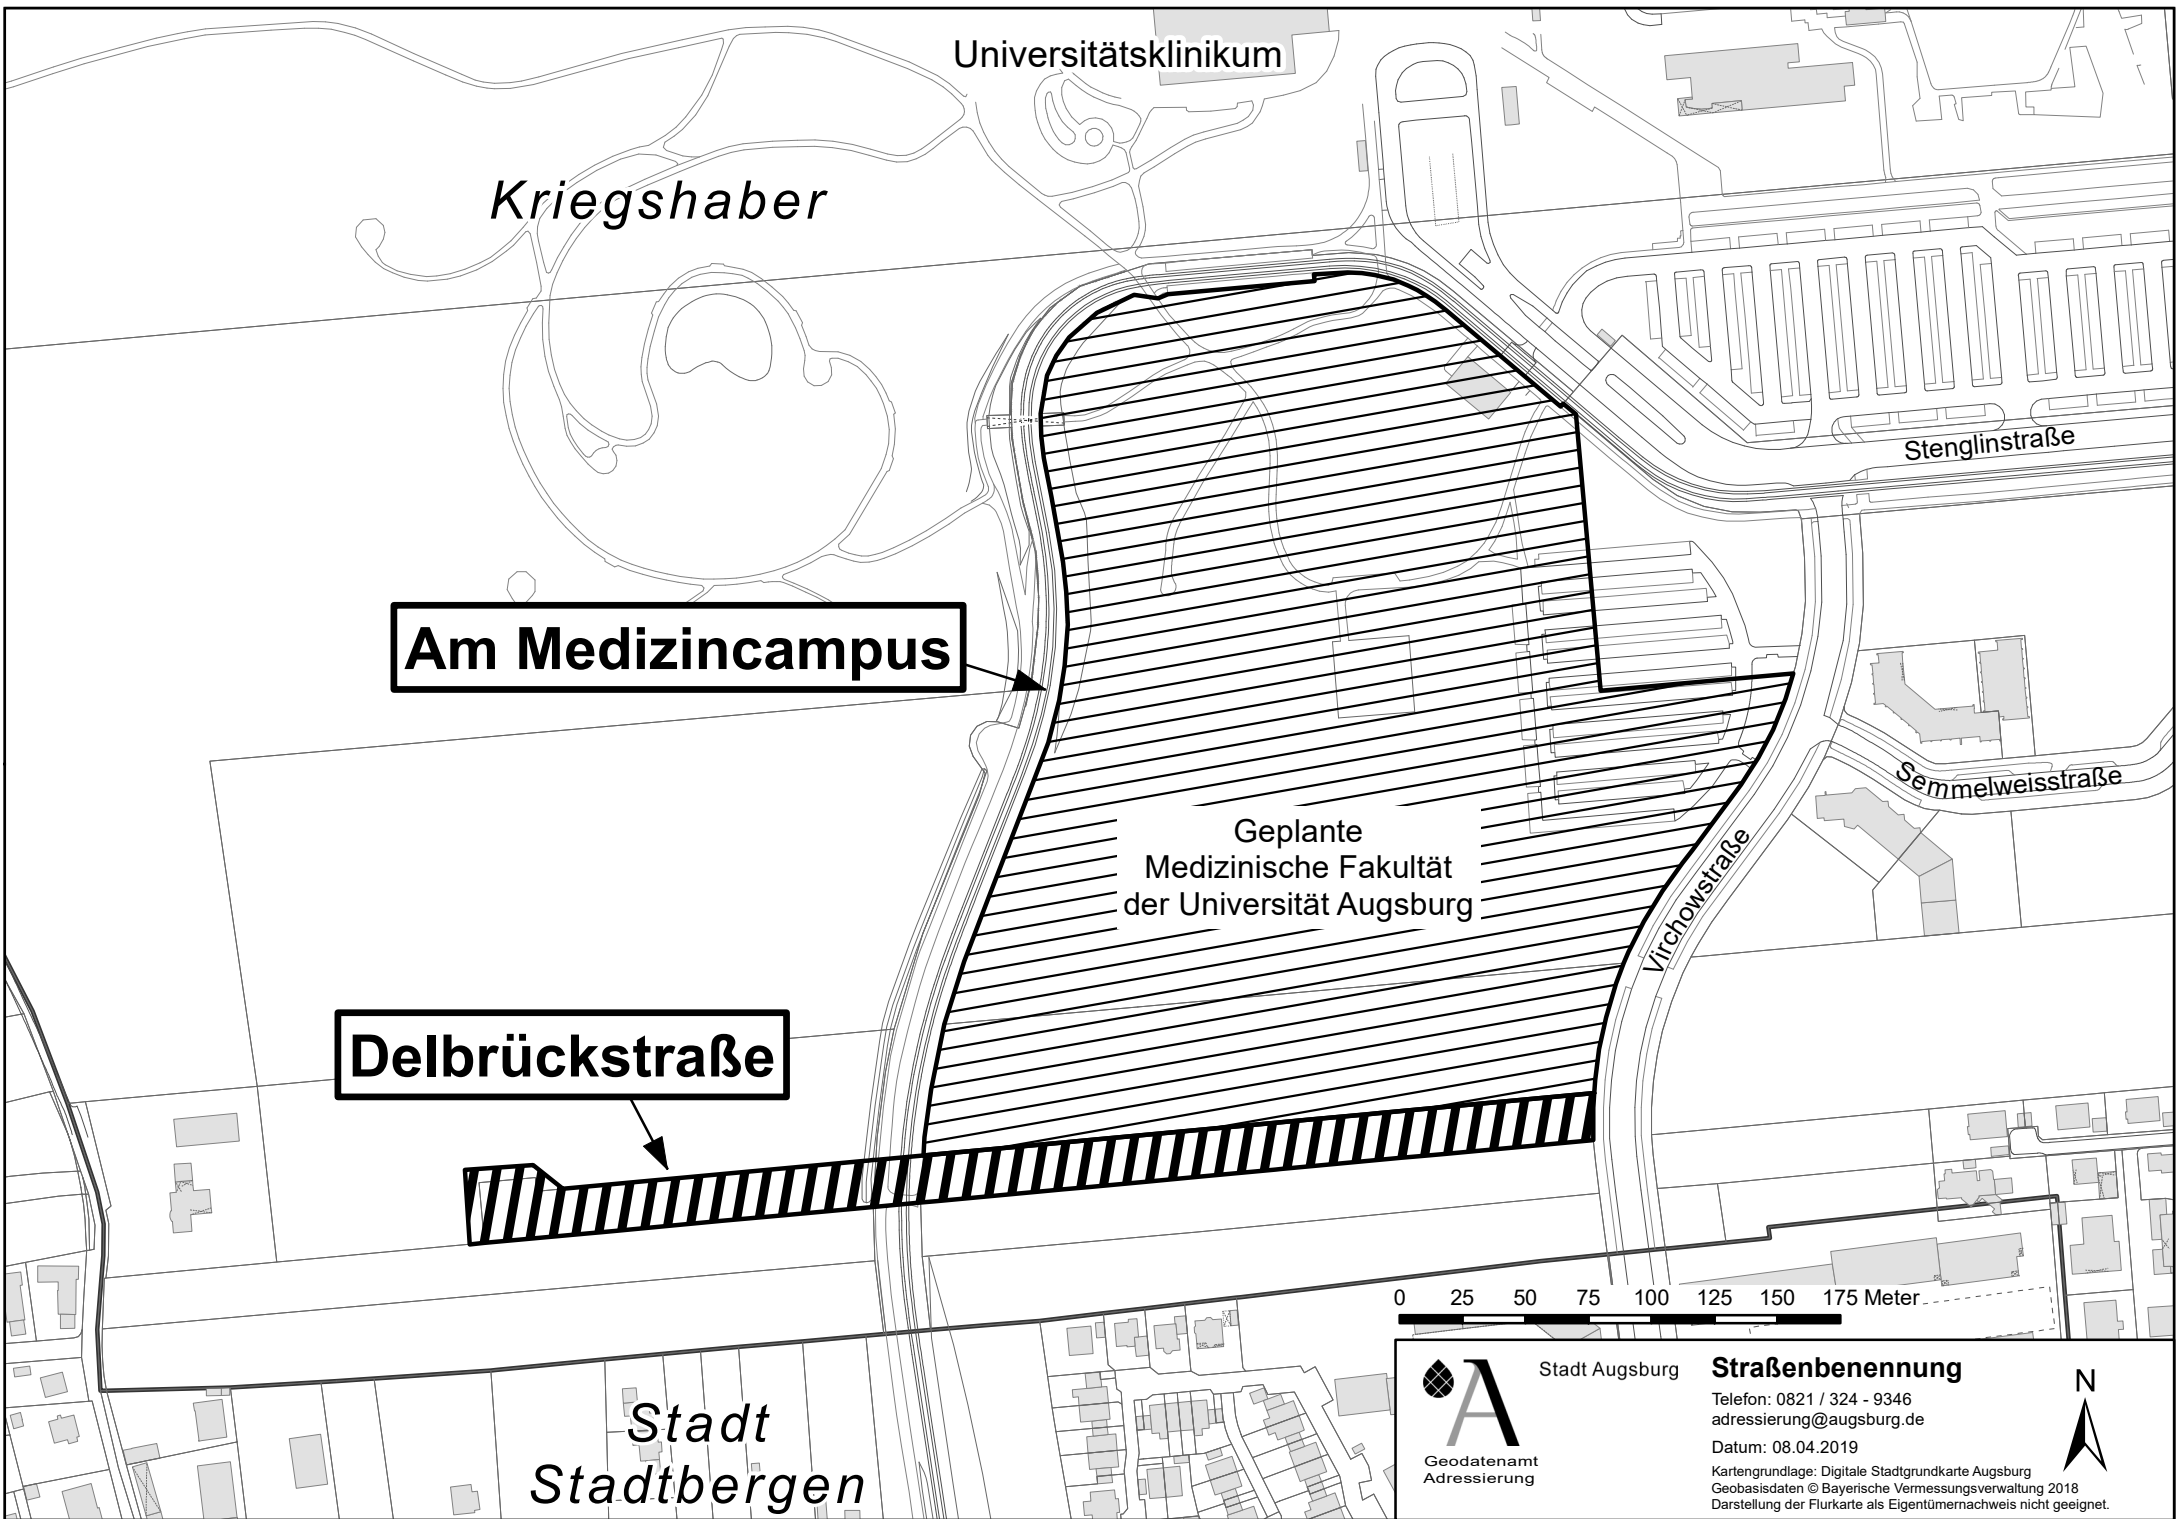 Universitätsklinikum
Kriegshaber
Stenglinstraße
Am Medizincampus
Semmelweisstraße
Geplante
Medizinische Fakultät
der Universität Augsburg
Virchowstraße
Delbrückstraße
0 25 50 75 100 125 150 175 Meter
Stadt
Stadtbergen
A
Stadt Augsburg
Geodatenamt
Adressierung
Straßenbenennung
Telefon: 0821 / 324 - 9346
adressierung@augsburg.de
Datum: 08.04.2019
Kartengrundlage: Digitale Stadtgrundkarte Augsburg
Geobasisdaten © Bayerische Vermessungsverwaltung 2018
Darstellung der Flurkarte als Eigentümernachweis nicht geeignet.
N